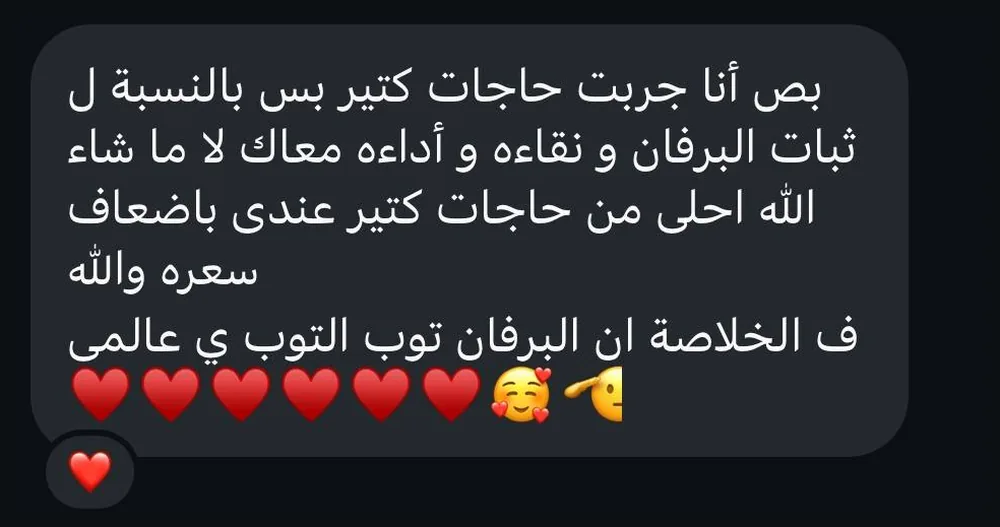 بص أنا جربت حاجات كتير بس بالنسبة ل
ثبات البرفان و نقاءه و أداءه معاك لا ما شاء
الله احلى من حاجات كتير عندى باضعاف
سعره والله
ف الخلاصة ان البرفان توب التوب ي عالمى
🫡🥰♥️♥️♥️♥️♥️♥️
❤️